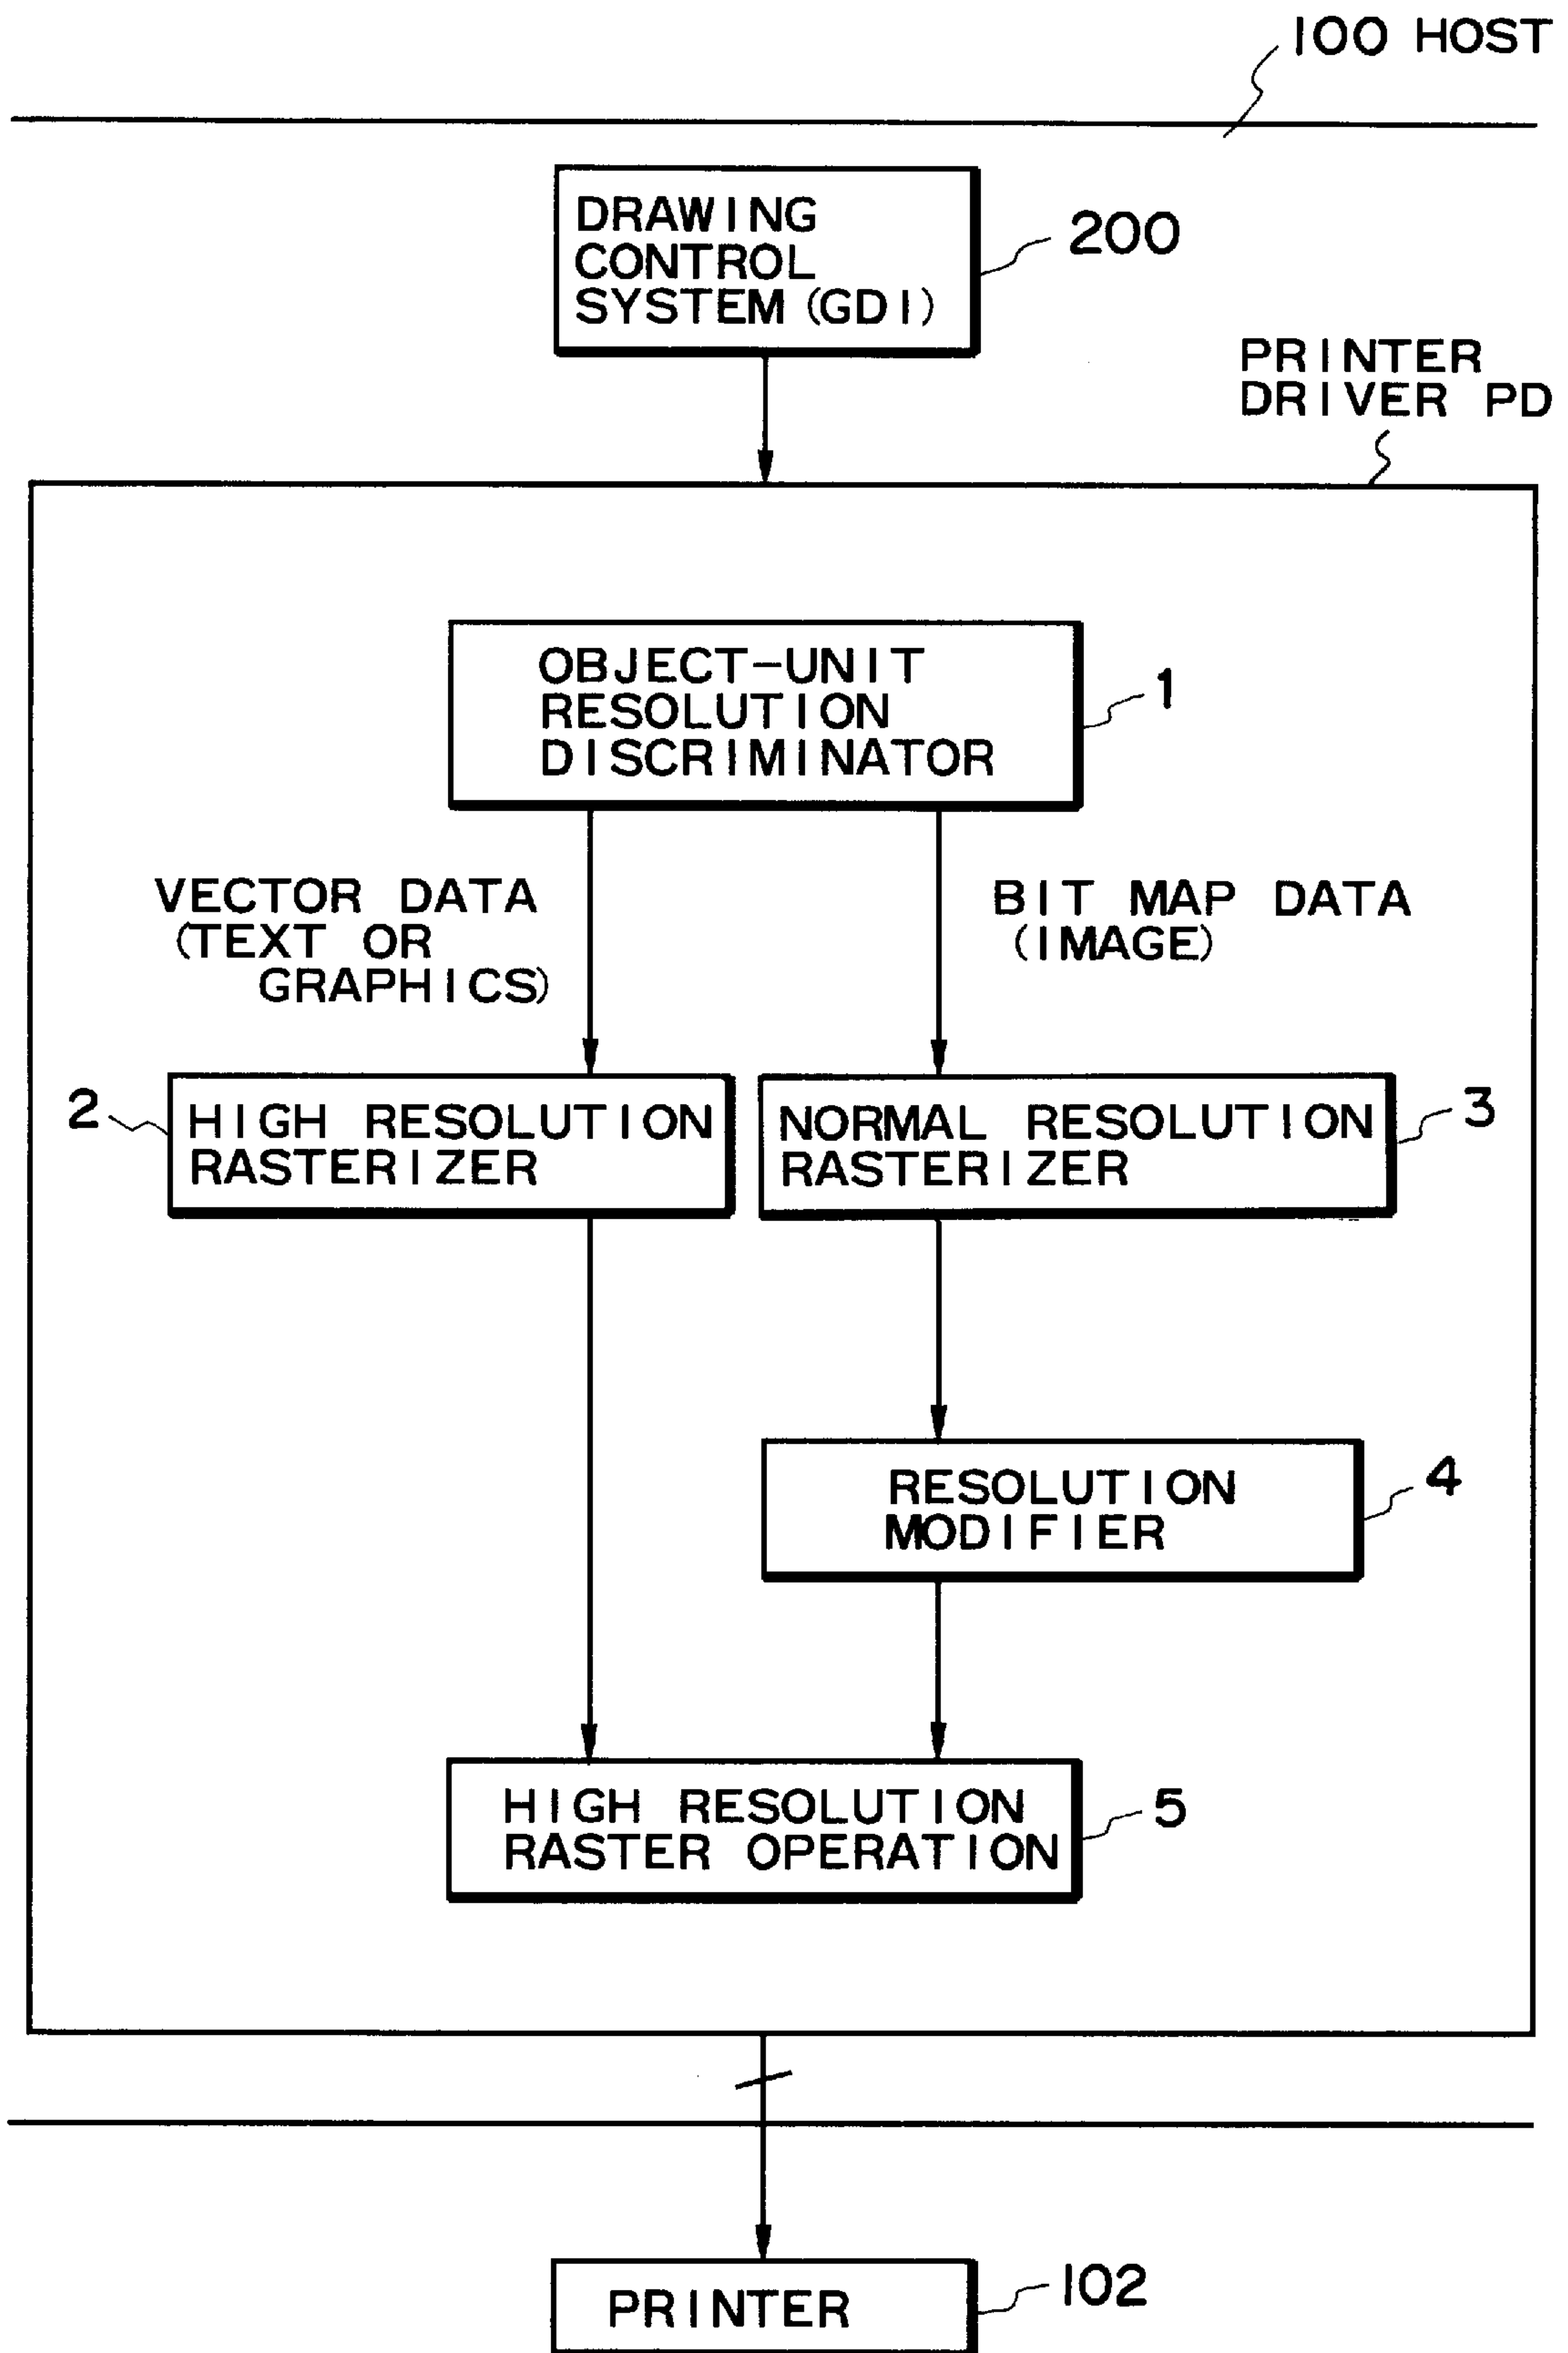 100 HOST
DRAWING
CONTROL
SYSTEM (GDI)
200
PRINTER
DRIVER PD
OBJECT-UNIT
RESOLUTION
DISCRIMINATOR
1
VECTOR DATA
(TEXT OR
GRAPHICS)
BIT MAP DATA
(IMAGE)
2
HIGH RESOLUTION
RASTERIZER
NORMAL RESOLUTION
RASTERIZER
3
RESOLUTION
MODIFIER
4
HIGH RESOLUTION
RASTER OPERATION
5
PRINTER
102